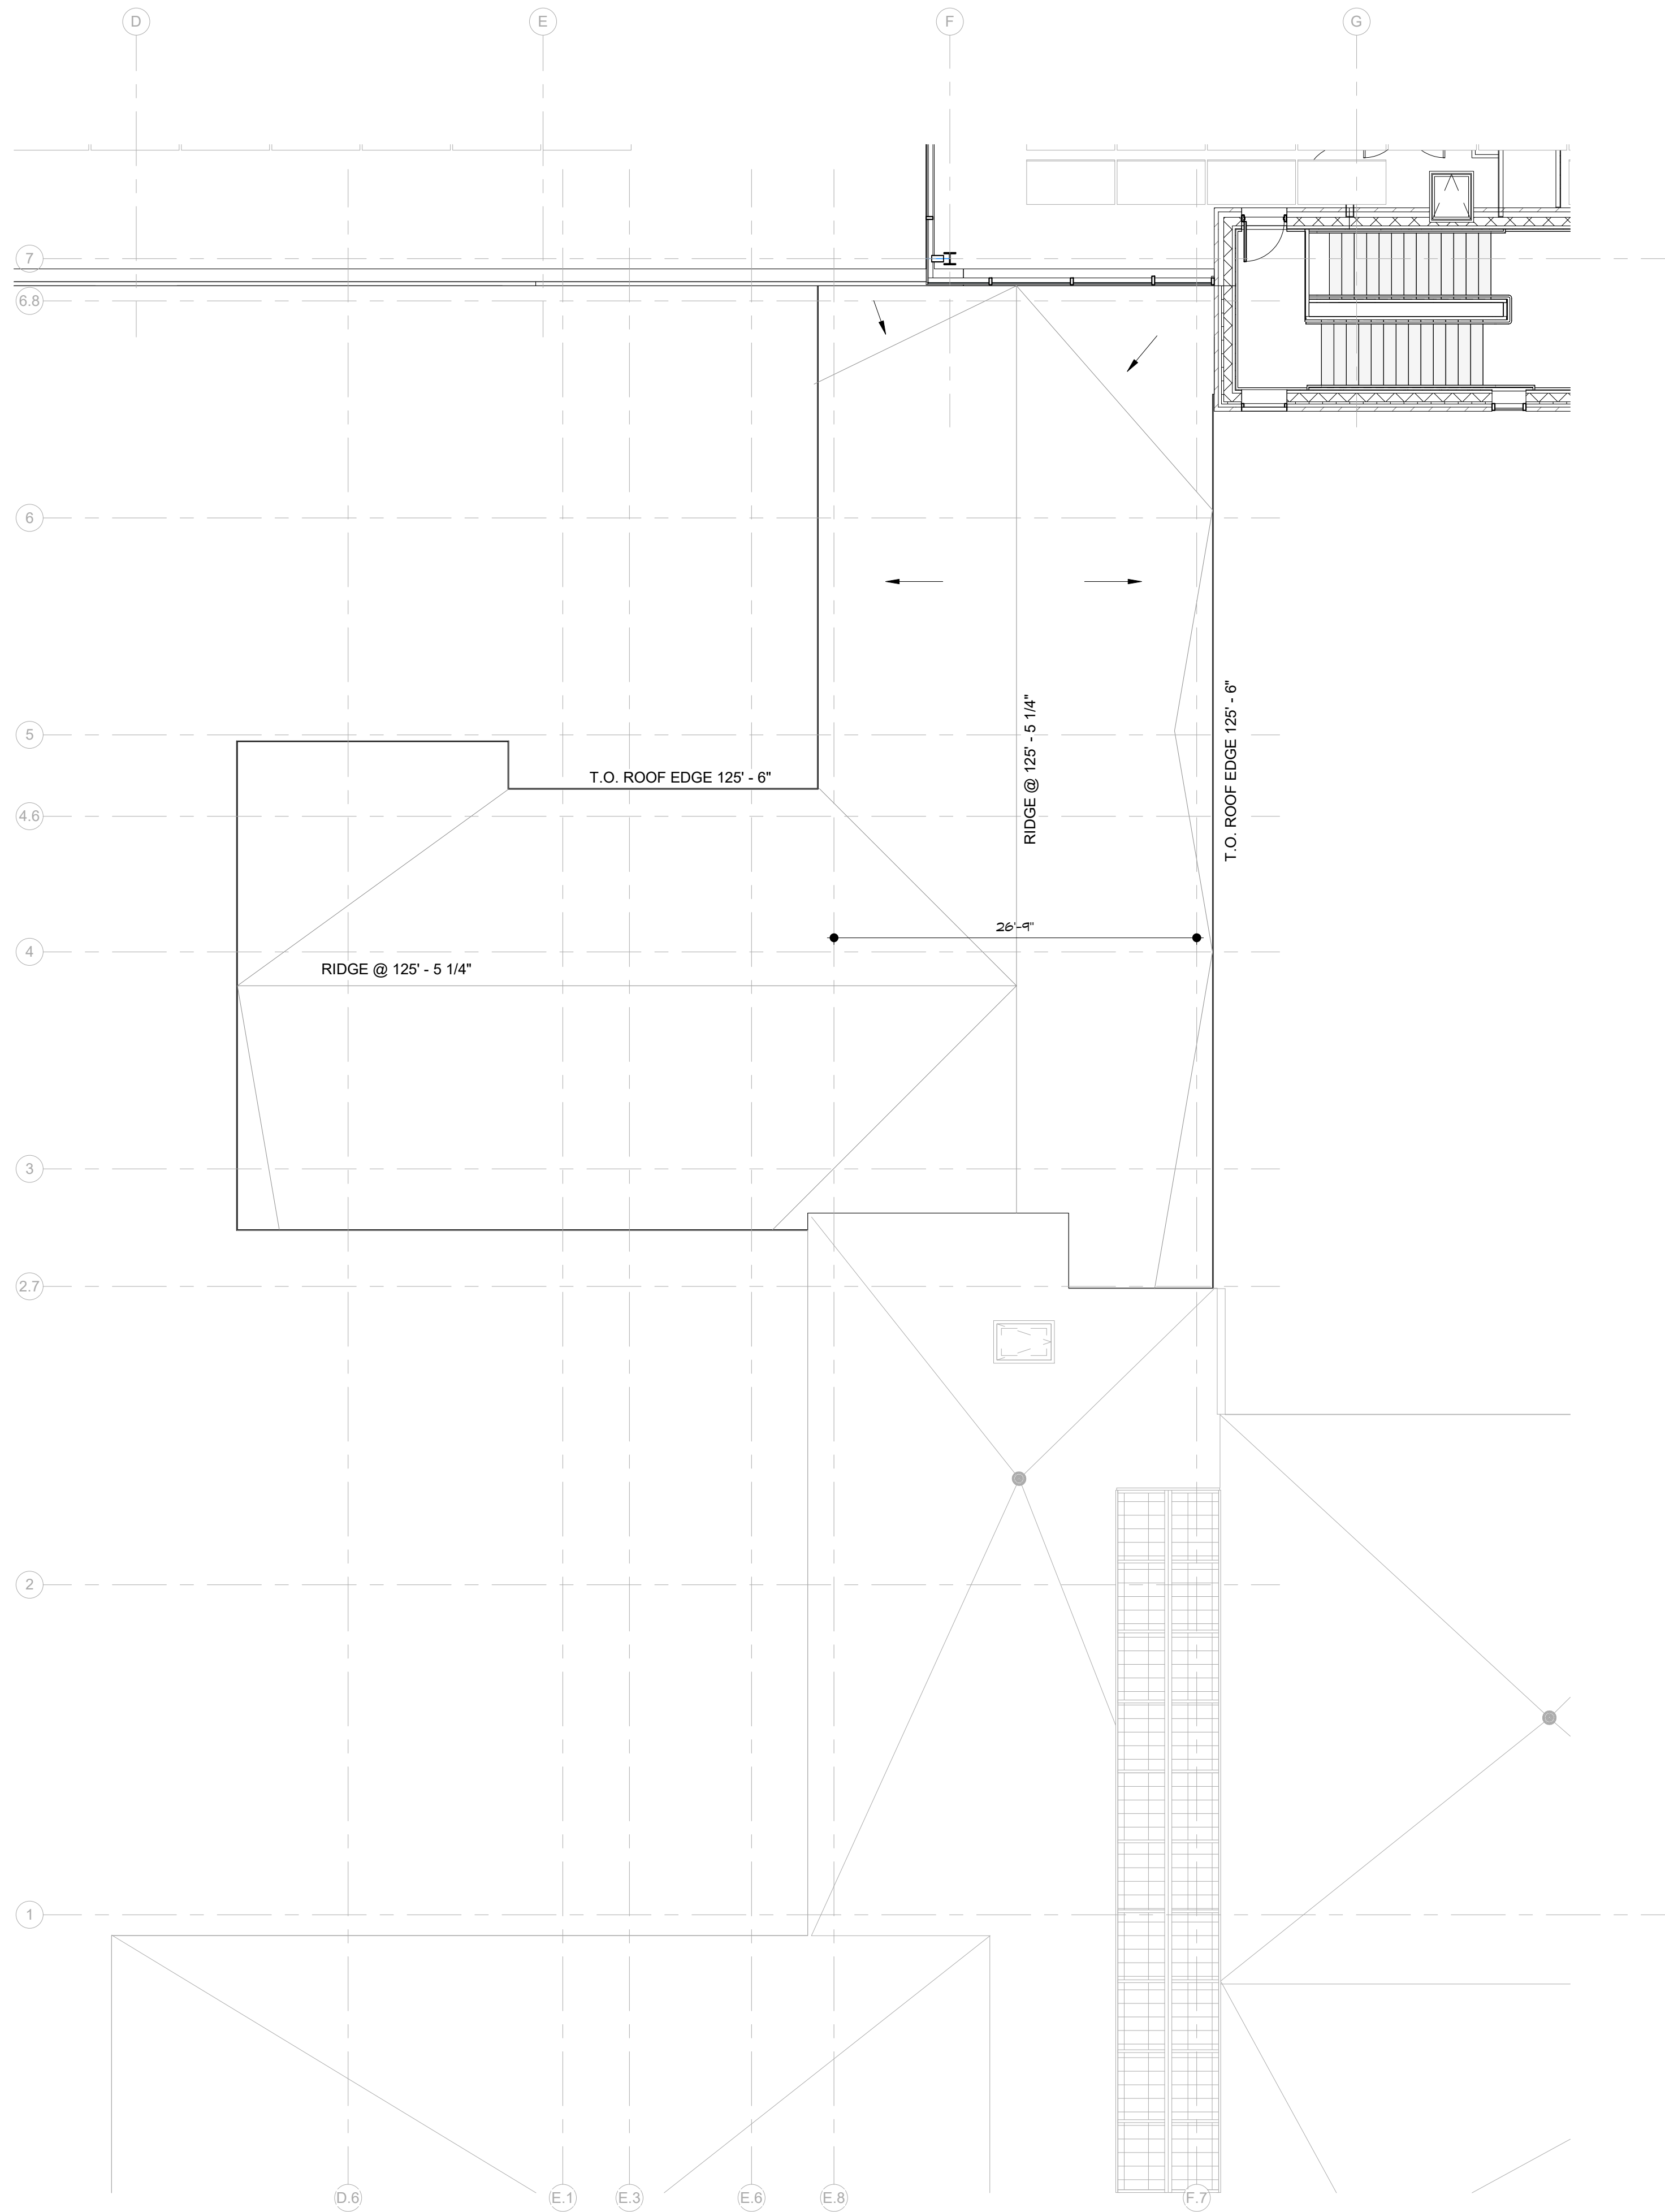 D
E
F
G
7
6.8
6
RIDGE @ 125' - 5 1/4"
T.O. ROOF EDGE 125' - 6"
5
T.O. ROOF EDGE 125' - 6"
4.6
26'-9"
4
RIDGE @ 125' - 5 1/4"
3
2.7
2
1
D.6
E.1
E.3
E.6
E.8
F.7